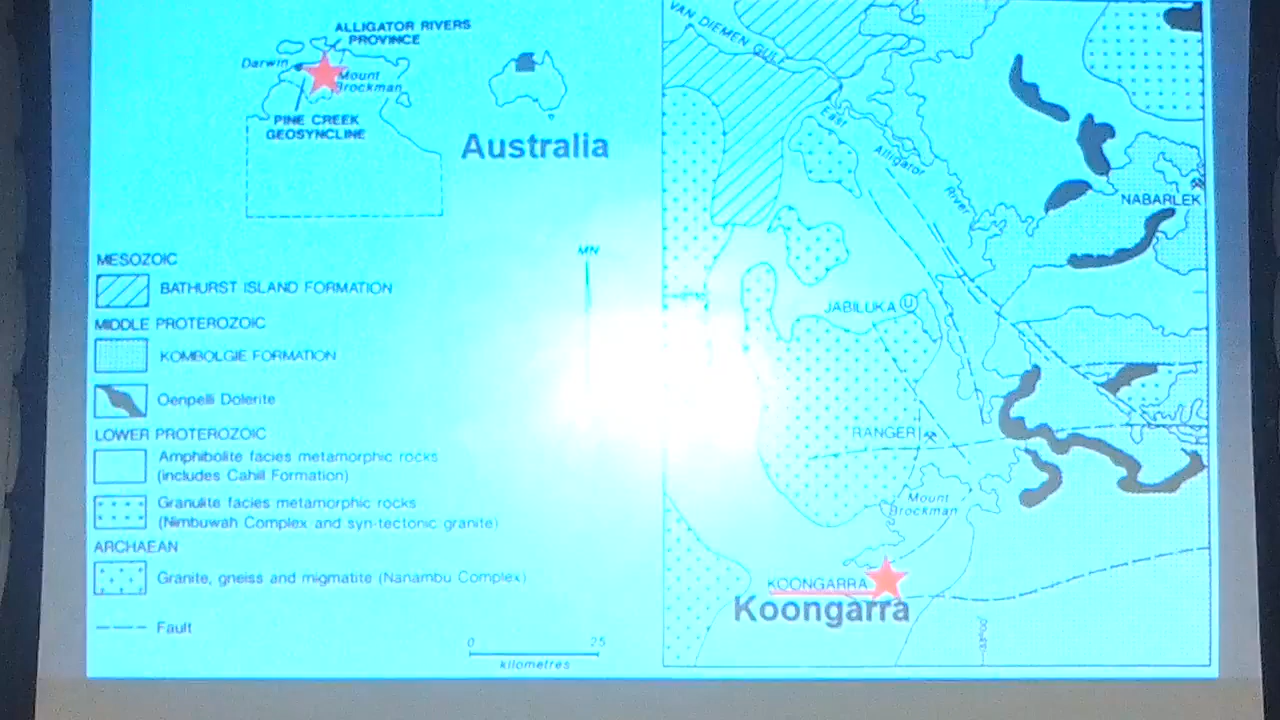 ALLIGATOR RIVERS
PROVINCE
Darwin
Mount
Brockman
PINE CREEK
GEOSYNCLINE
Australia
MESOZOIC
BATHURST ISLAND FORMATION
MIDDLE PROTEROZOIC
KOMBOLGIE FORMATION
Oenpelli Dolerite
LOWER PROTEROZOIC
Amphibolite facies metamorphic rocks
(includes Cahill Formation)
Granulite facies metamorphic rocks
(Nimbuwah Complex and syn-tectonic granite)
ARCHAEAN
Granite, gneiss and migmatite (Nanambu Complex)
Fault
MN
0 25
kilometres
VAN DIEMEN GULF
East
Alligator
River
NABARLEK
JABILUKA U
RANGER
Mount
Brockman
KOONGARRA
Koongarra